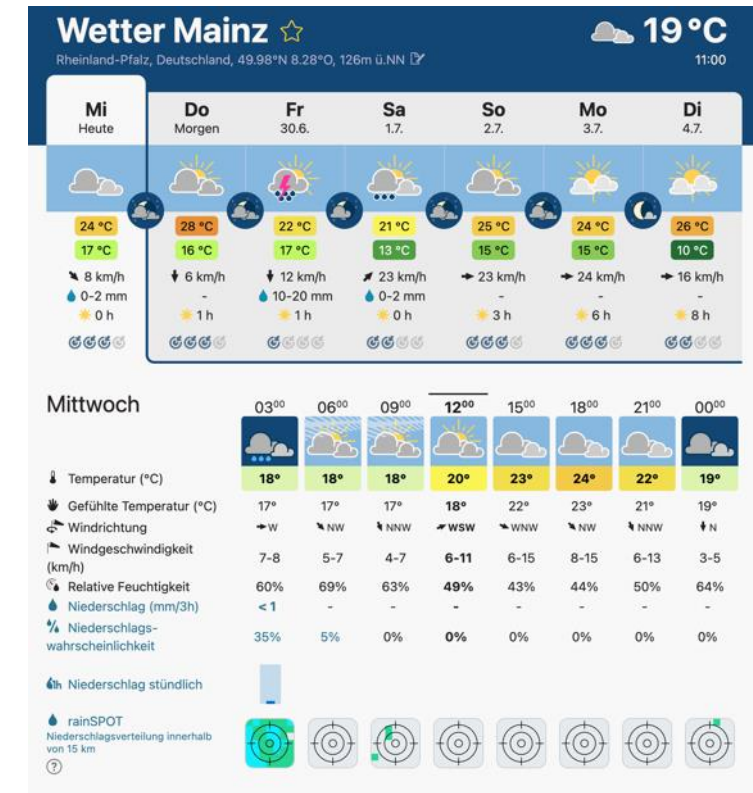 Wetter Mainz
19 °C
Rheinland-Pfalz, Deutschland, 49.98°N 8.28°O, 126m ü.NN
11:00
Mi Do Fr Sa So Mo Di
Heute Morgen 30.6. 1.7. 2.7. 3.7. 4.7.
24 °C 28 °C 22 °C 21 °C 25 °C 24 °C 26 °C
17 °C 16 °C 17 °C 13 °C 15 °C 15 °C 10 °C
8 km/h 6 km/h 12 km/h 23 km/h 23 km/h 24 km/h 16 km/h
0-2 mm - 10-20 mm 0-2 mm - - -
0 h 1 h 1 h 0 h 3 h 6 h 8 h
Mittwoch
03⁰⁰ 06⁰⁰ 09⁰⁰ 12⁰⁰ 15⁰⁰ 18⁰⁰ 21⁰⁰ 00⁰⁰
Temperatur (°C) 18° 18° 18° 20° 23° 24° 22° 19°
Gefühlte Temperatur (°C) 17° 17° 17° 18° 22° 23° 21° 19°
Windrichtung W NW NNW WSW WNW NW NNW N
Windgeschwindigkeit
(km/h) 7-8 5-7 4-7 6-11 6-15 8-15 6-13 3-5
Relative Feuchtigkeit 60% 69% 63% 49% 43% 44% 50% 64%
Niederschlag (mm/3h) < 1 - - - - - - -
Niederschlags-
wahrscheinlichkeit 35% 5% 0% 0% 0% 0% 0% 0%
1h Niederschlag stündlich
rainSPOT
Niederschlagsverteilung innerhalb
von 15 km
?